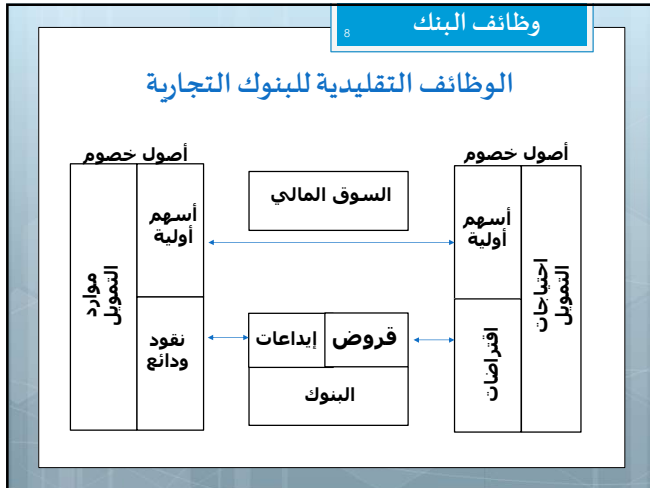 وظائف البنك
8
الوظائف التقليدية للبنوك التجارية
أصول خصوم
احتياجات
التمويل
أسهم
أولية
اقتراضات
السوق المالي
قروض
إيداعات
البنوك
أصول خصوم
أسهم
أولية
نقود
ودائع
موارد
التمويل